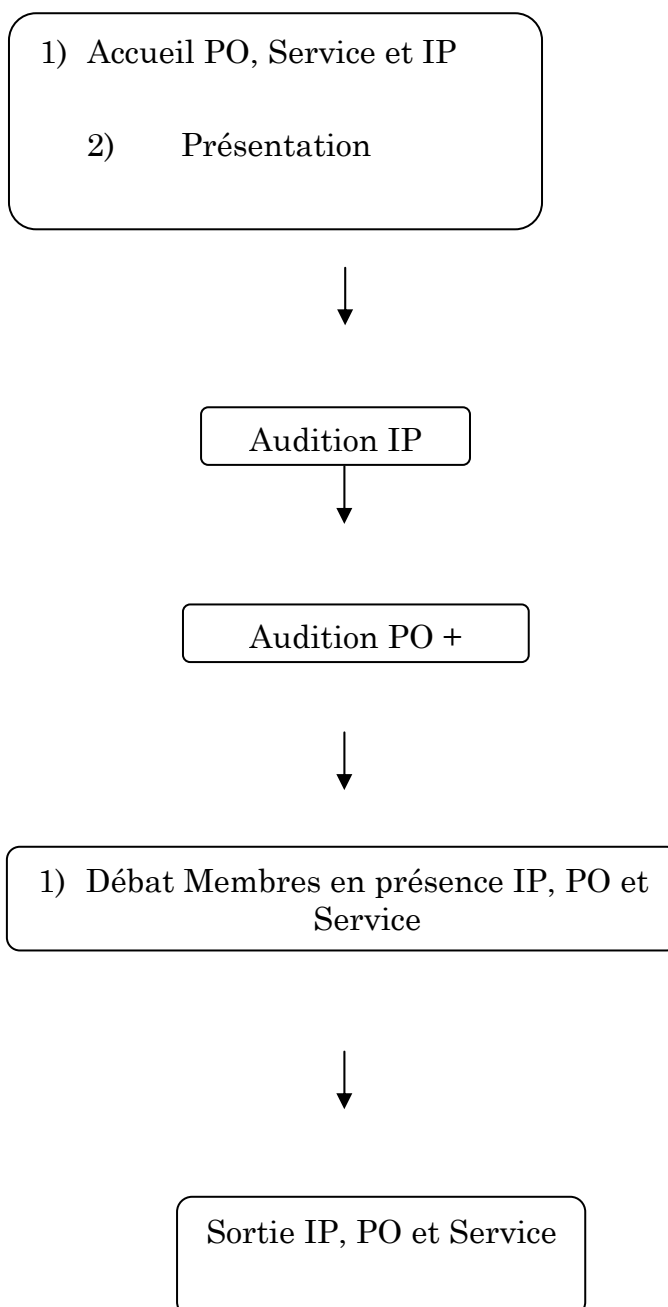 1) Accueil PO, Service et IP
2) Présentation
Audition IP
Audition PO +
1) Débat Membres en présence IP, PO et
Service
Sortie IP, PO et Service